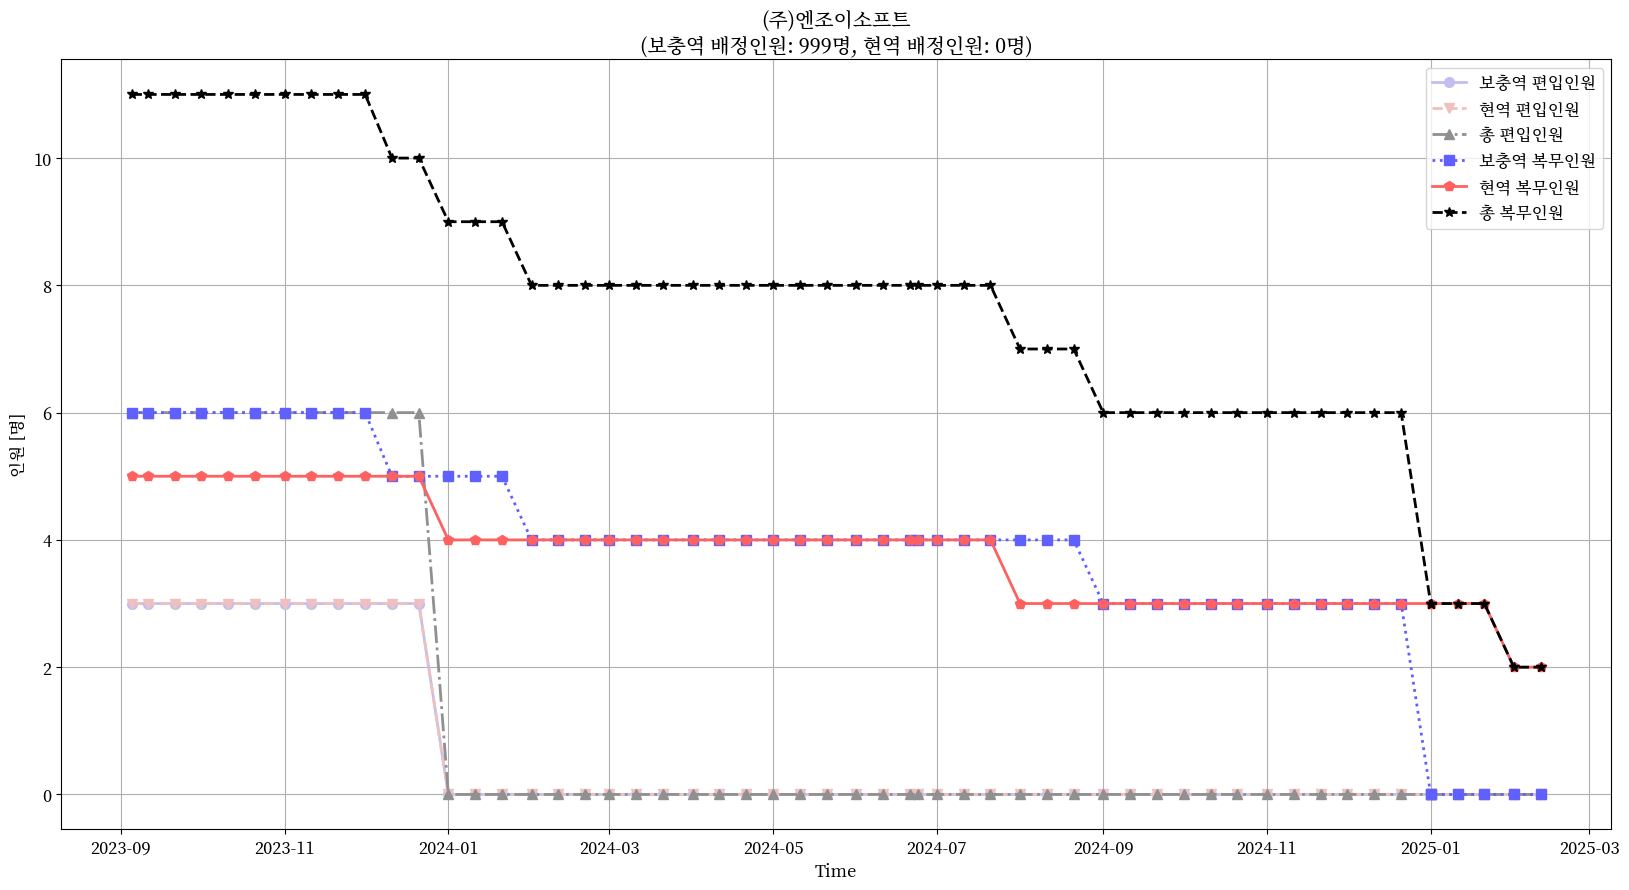 (주)엔조이소프트
(보충역 배정인원: 999명, 현역 배정인원: 0명)
보충역 편입인원
현역 편입인원
총 편입인원
보충역 복무인원
현역 복무인원
총 복무인원
인원 [명]
10
8
6
4
2
0
2023-09
2023-11
2024-01
2024-03
2024-05
2024-07
2024-09
2024-11
2025-01
2025-03
Time